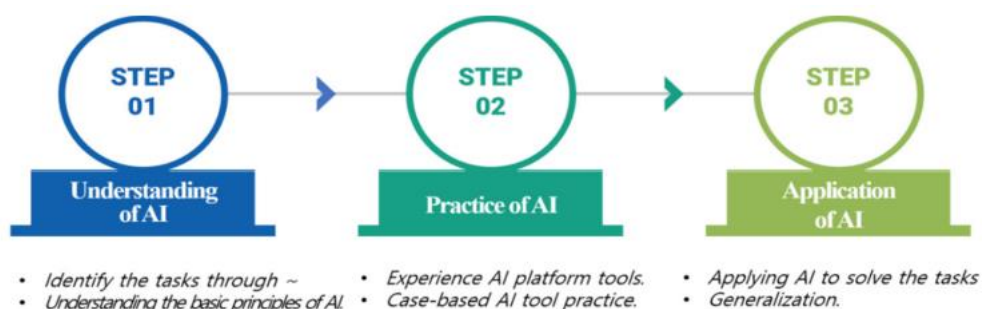 STEP
01
STEP
02
STEP
03
Understanding
of AI
Practice of AI
Application
of AI
• Identify the tasks through ~
• Understanding the basic principles of AI.
• Experience AI platform tools.
• Case-based AI tool practice.
• Applying AI to solve the tasks
• Generalization.